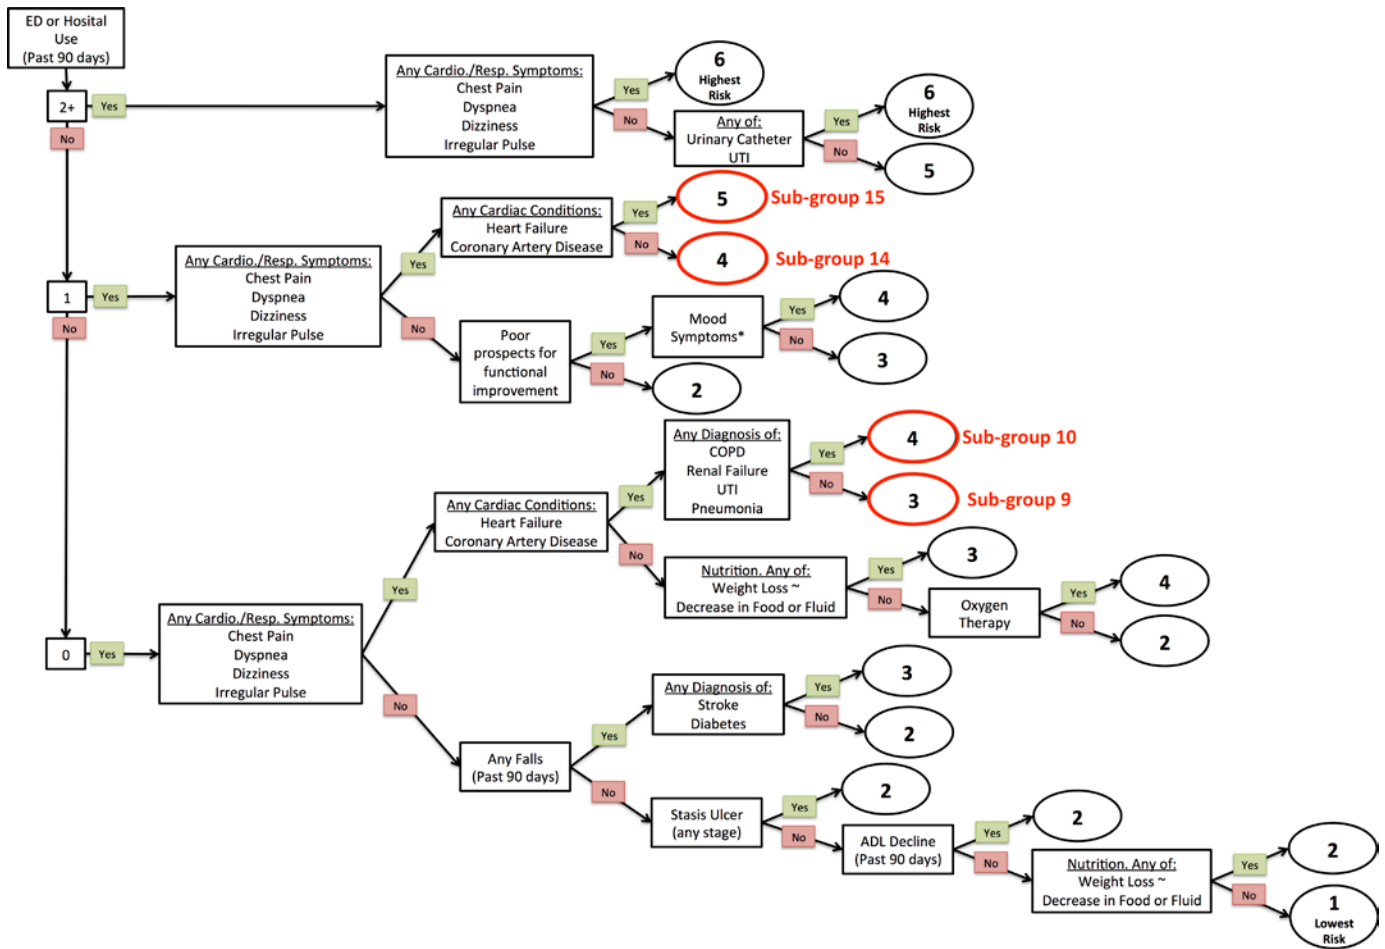 ED or Hosital
Use
(Past 90 days)
2+
Yes
No
Any Cardio./Resp. Symptoms:
Chest Pain
Dyspnea
Dizziness
Irregular Pulse
Yes
No
6
Highest
Risk
Any of:
Urinary Catheter
UTI
Yes
No
6
Highest
Risk
5
1
Yes
No
Any Cardio./Resp. Symptoms:
Chest Pain
Dyspnea
Dizziness
Irregular Pulse
Yes
No
Any Cardiac Conditions:
Heart Failure
Coronary Artery Disease
Yes
No
5
Sub-group 15
4
Sub-group 14
Poor
prospects for
functional
improvement
Yes
No
Mood
Symptoms*
Yes
No
4
3
2
0
Yes
Any Cardio./Resp. Symptoms:
Chest Pain
Dyspnea
Dizziness
Irregular Pulse
Yes
No
Any Cardiac Conditions:
Heart Failure
Coronary Artery Disease
Yes
No
Any Diagnosis of:
COPD
Renal Failure
UTI
Pneumonia
Yes
No
4
Sub-group 10
3
Sub-group 9
Nutrition. Any of:
Weight Loss ~
Decrease in Food or Fluid
Yes
No
3
Oxygen
Therapy
Yes
No
4
2
Any Falls
(Past 90 days)
Yes
No
Any Diagnosis of:
Stroke
Diabetes
Yes
No
3
2
Stasis Ulcer
(any stage)
Yes
No
2
ADL Decline
(Past 90 days)
Yes
No
2
Nutrition. Any of:
Weight Loss ~
Decrease in Food or Fluid
Yes
No
2
1
Lowest
Risk